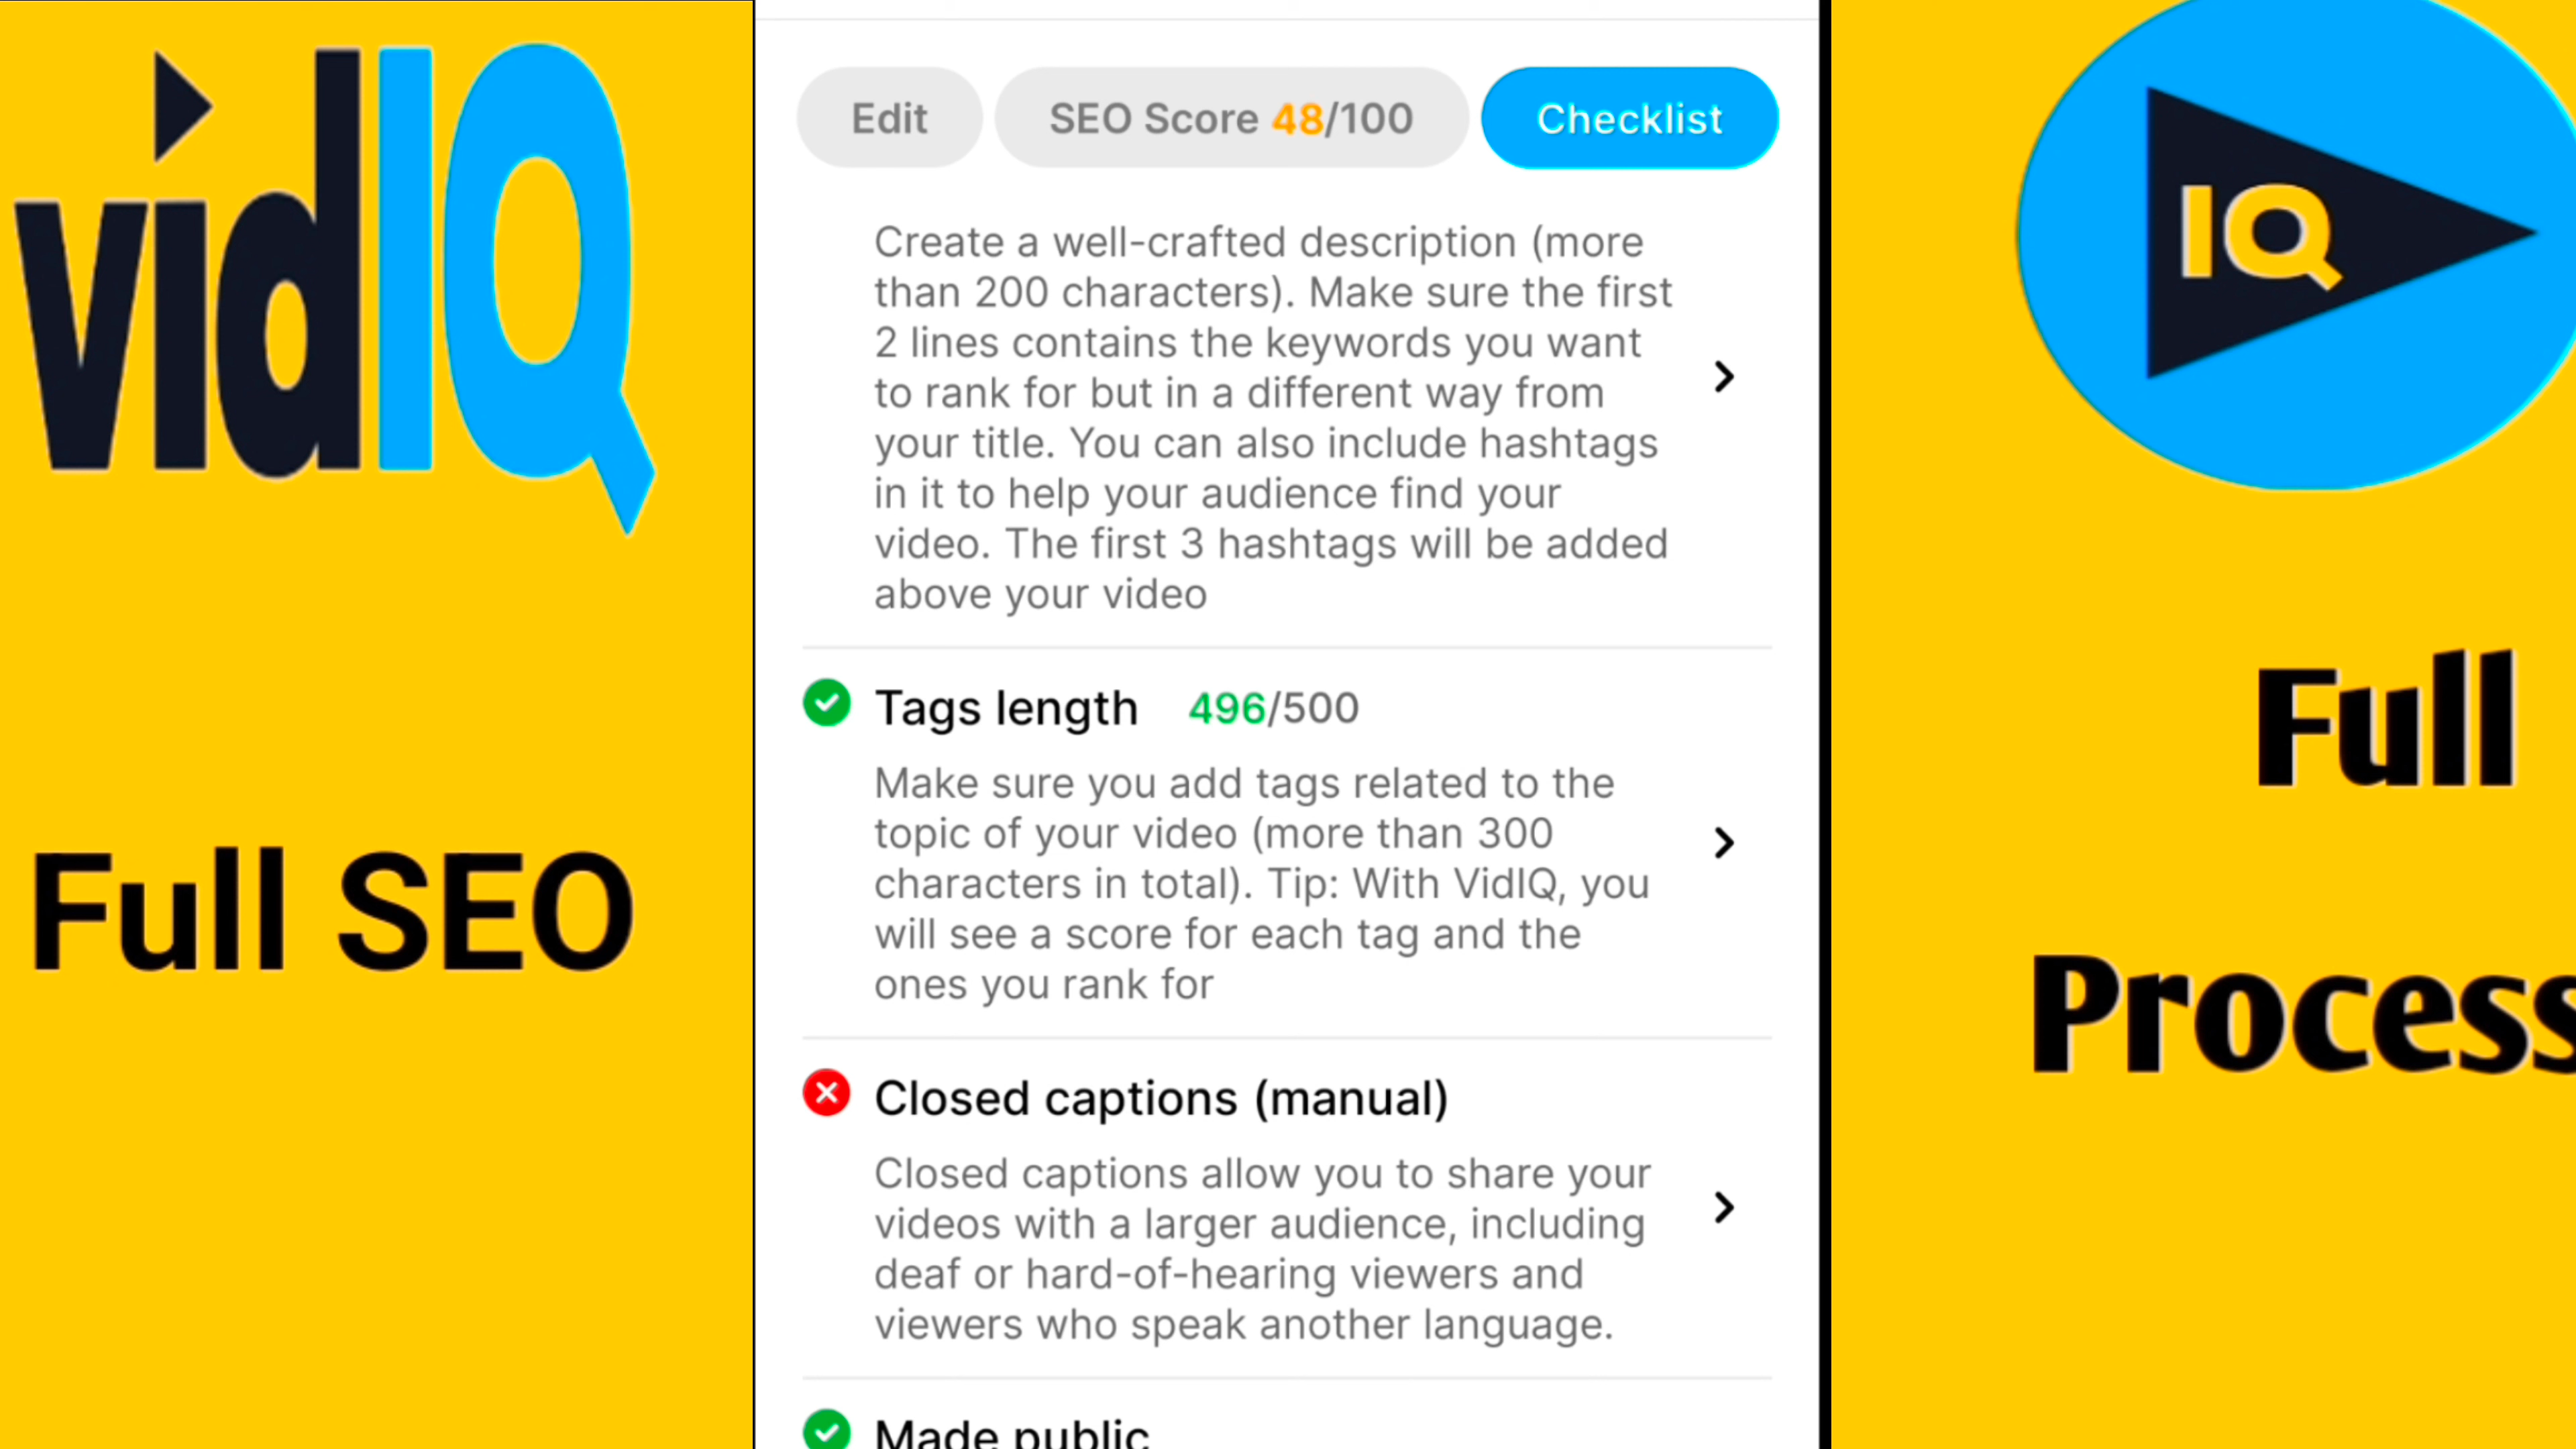 vidIQ
Full SEO
Edit
SEO Score 48/100
Checklist
Create a well-crafted description (more
than 200 characters). Make sure the first
2 lines contains the keywords you want
to rank for but in a different way from
your title. You can also include hashtags
in it to help your audience find your
video. The first 3 hashtags will be added
above your video
Tags length 496/500
Make sure you add tags related to the
topic of your video (more than 300
characters in total). Tip: With VidIQ, you
will see a score for each tag and the
ones you rank for
Closed captions (manual)
Closed captions allow you to share your
videos with a larger audience, including
deaf or hard-of-hearing viewers and
viewers who speak another language.
Made public
IQ
Full
Process